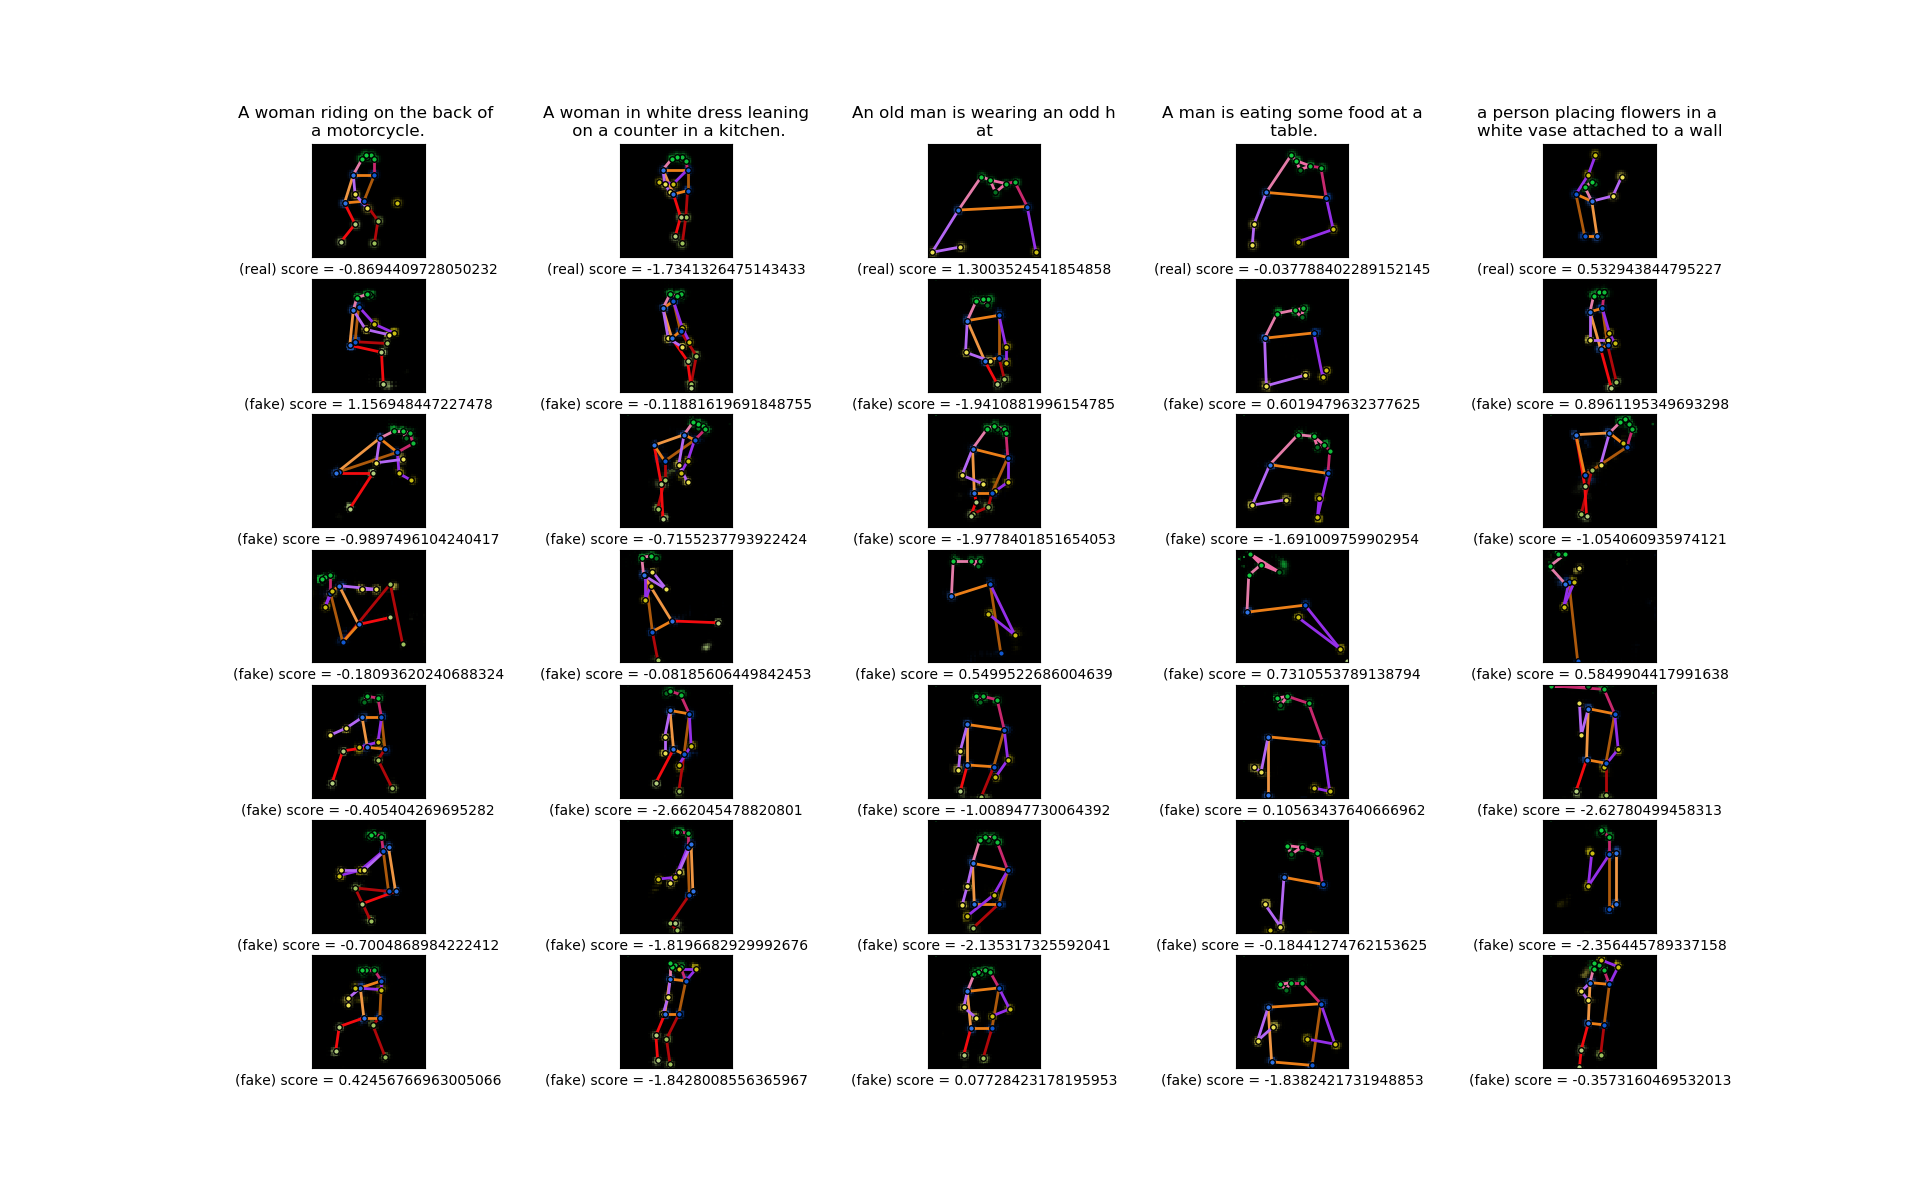 A woman riding on the back of
a motorcycle.
A woman in white dress leaning
on a counter in a kitchen.
An old man is wearing an odd h
at
A man is eating some food at a
table.
a person placing flowers in a
white vase attached to a wall
(real) score = -0.8694409728050232
(real) score = -1.7341326475143433
(real) score = 1.3003524541854858
(real) score = -0.037788402289152145
(real) score = 0.532943844795227
(fake) score = 1.156948447227478
(fake) score = -0.11881619691848755
(fake) score = -1.9410881996154785
(fake) score = 0.6019479632377625
(fake) score = 0.8961195349693298
(fake) score = -0.9897496104240417
(fake) score = -0.7155237793922424
(fake) score = -1.9778401851654053
(fake) score = -1.691009759902954
(fake) score = -1.054060935974121
(fake) score = -0.18093620240688324
(fake) score = -0.08185606449842453
(fake) score = 0.5499522686004639
(fake) score = 0.7310553789138794
(fake) score = 0.5849904417991638
(fake) score = -0.405404269695282
(fake) score = -2.662045478820801
(fake) score = -1.008947730064392
(fake) score = 0.10563437640666962
(fake) score = -2.62780499458313
(fake) score = -0.7004868984222412
(fake) score = -1.8196682929992676
(fake) score = -2.135317325592041
(fake) score = -0.18441274762153625
(fake) score = -2.356445789337158
(fake) score = 0.42456766963005066
(fake) score = -1.8428008556365967
(fake) score = 0.07728423178195953
(fake) score = -1.8382421731948853
(fake) score = -0.3573160469532013